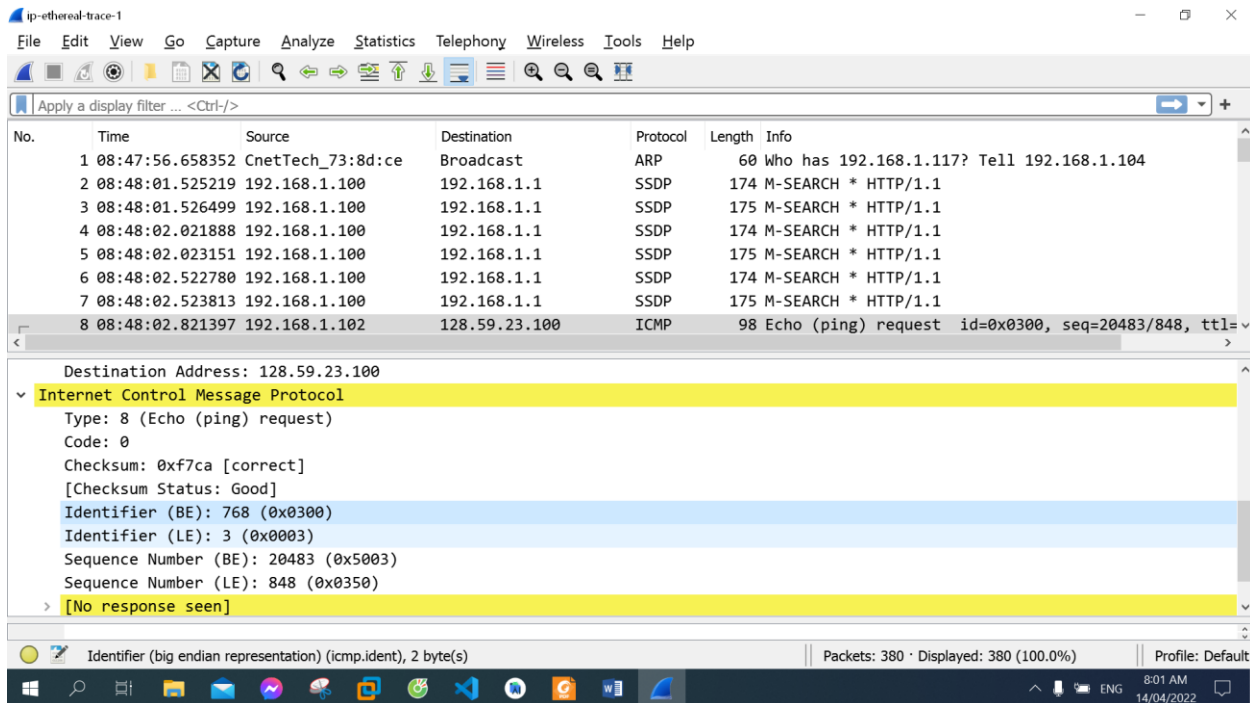 ip-ethereal-trace-1
File Edit View Go Capture Analyze Statistics Telephony Wireless Tools Help
Apply a display filter ... <Ctrl-/>
No. Time Source Destination Protocol Length Info
1 08:47:56.658352 CnetTech_73:8d:ce Broadcast ARP 60 Who has 192.168.1.117? Tell 192.168.1.104
2 08:48:01.525219 192.168.1.100 192.168.1.1 SSDP 174 M-SEARCH * HTTP/1.1
3 08:48:01.526499 192.168.1.100 192.168.1.1 SSDP 175 M-SEARCH * HTTP/1.1
4 08:48:02.021888 192.168.1.100 192.168.1.1 SSDP 174 M-SEARCH * HTTP/1.1
5 08:48:02.023151 192.168.1.100 192.168.1.1 SSDP 175 M-SEARCH * HTTP/1.1
6 08:48:02.522780 192.168.1.100 192.168.1.1 SSDP 174 M-SEARCH * HTTP/1.1
7 08:48:02.523813 192.168.1.100 192.168.1.1 SSDP 175 M-SEARCH * HTTP/1.1
8 08:48:02.821397 192.168.1.102 128.59.23.100 ICMP 98 Echo (ping) request id=0x0300, seq=20483/848, ttl=
Destination Address: 128.59.23.100
Internet Control Message Protocol
Type: 8 (Echo (ping) request)
Code: 0
Checksum: 0xf7ca [correct]
[Checksum Status: Good]
Identifier (BE): 768 (0x0300)
Identifier (LE): 3 (0x0003)
Sequence Number (BE): 20483 (0x5003)
Sequence Number (LE): 848 (0x0350)
[No response seen]
Identifier (big endian representation) (icmp.ident), 2 byte(s) Packets: 380 · Displayed: 380 (100.0%) Profile: Default
ENG 8:01 AM
14/04/2022